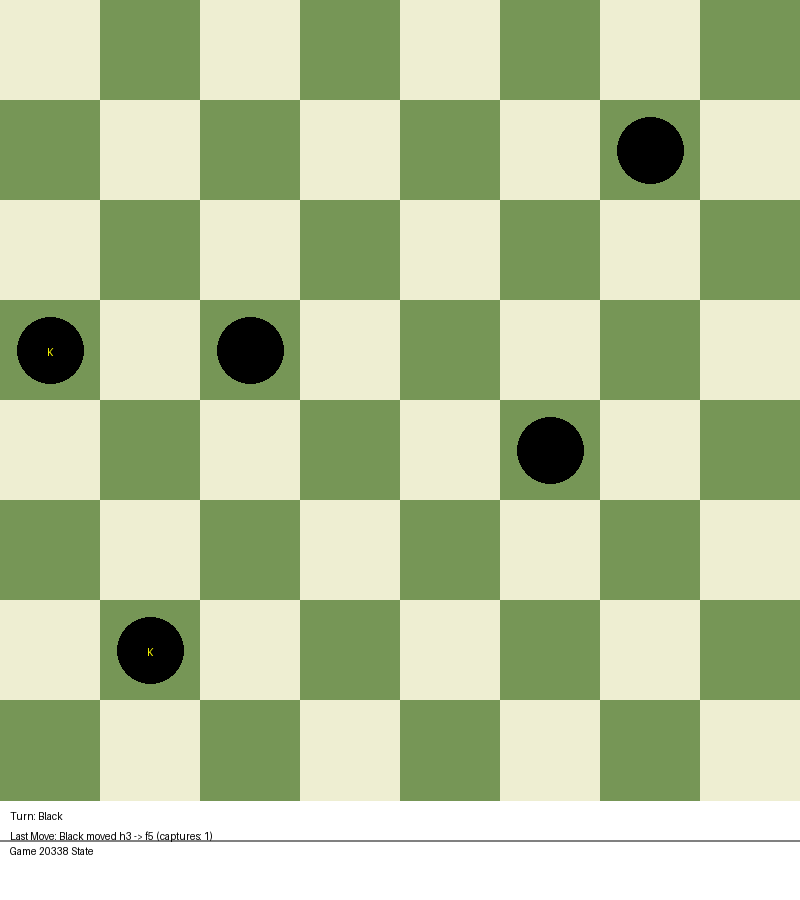 K
K
Turn: Black
Last Move: Black moved h3 -> f5 (captures: 1)
Game 20338 State